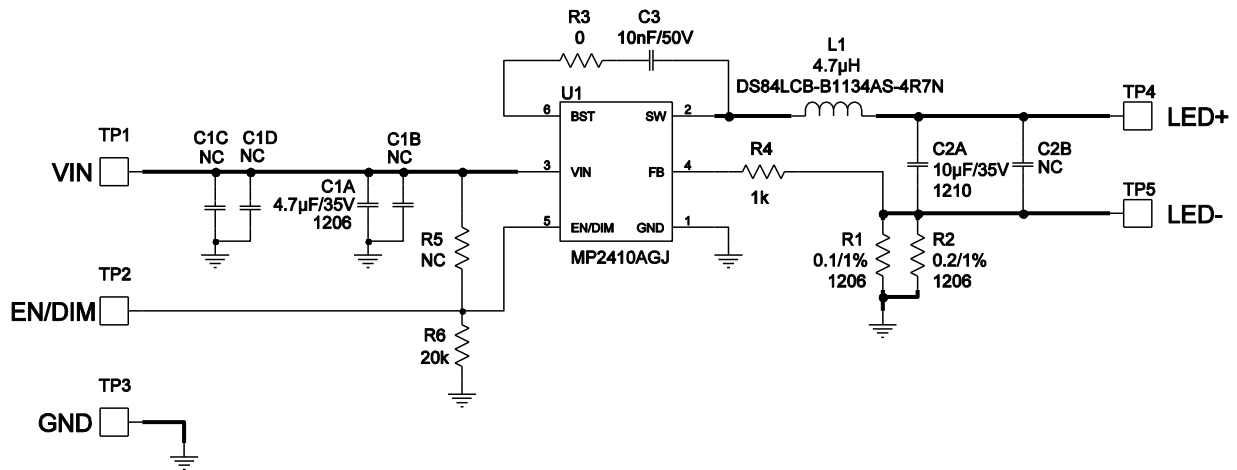 R3
0
C3
10nF/50V
L1
4.7µH
DS84LCB-B1134AS-4R7N
U1
6
BST
SW
2
TP4
LED+
TP1
VIN
C1C
NC
C1D
NC
C1B
NC
C1A
4.7µF/35V
1206
3
VIN
FB
4
R4
1k
C2A
10µF/35V
1210
C2B
NC
TP5
LED-
5
EN/DIM
GND
1
MP2410AGJ
R5
NC
R1
0.1/1%
1206
R2
0.2/1%
1206
TP2
EN/DIM
R6
20k
TP3
GND